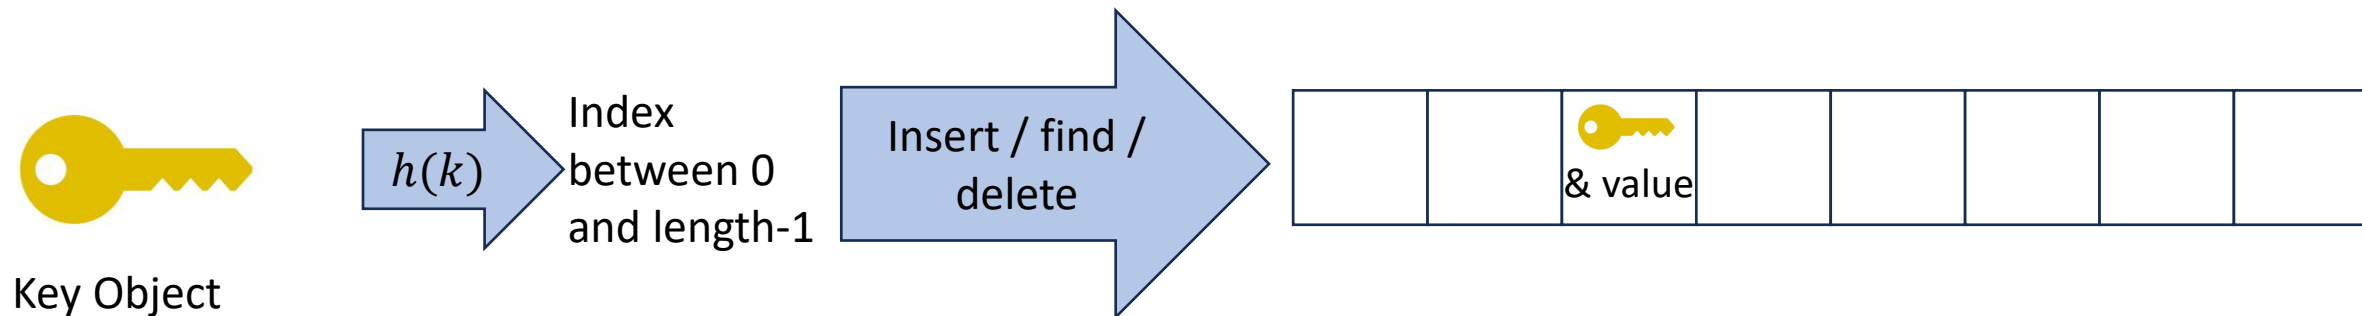 Key Object
h(k)
Index
between 0
and length-1
Insert / find /
delete
& value